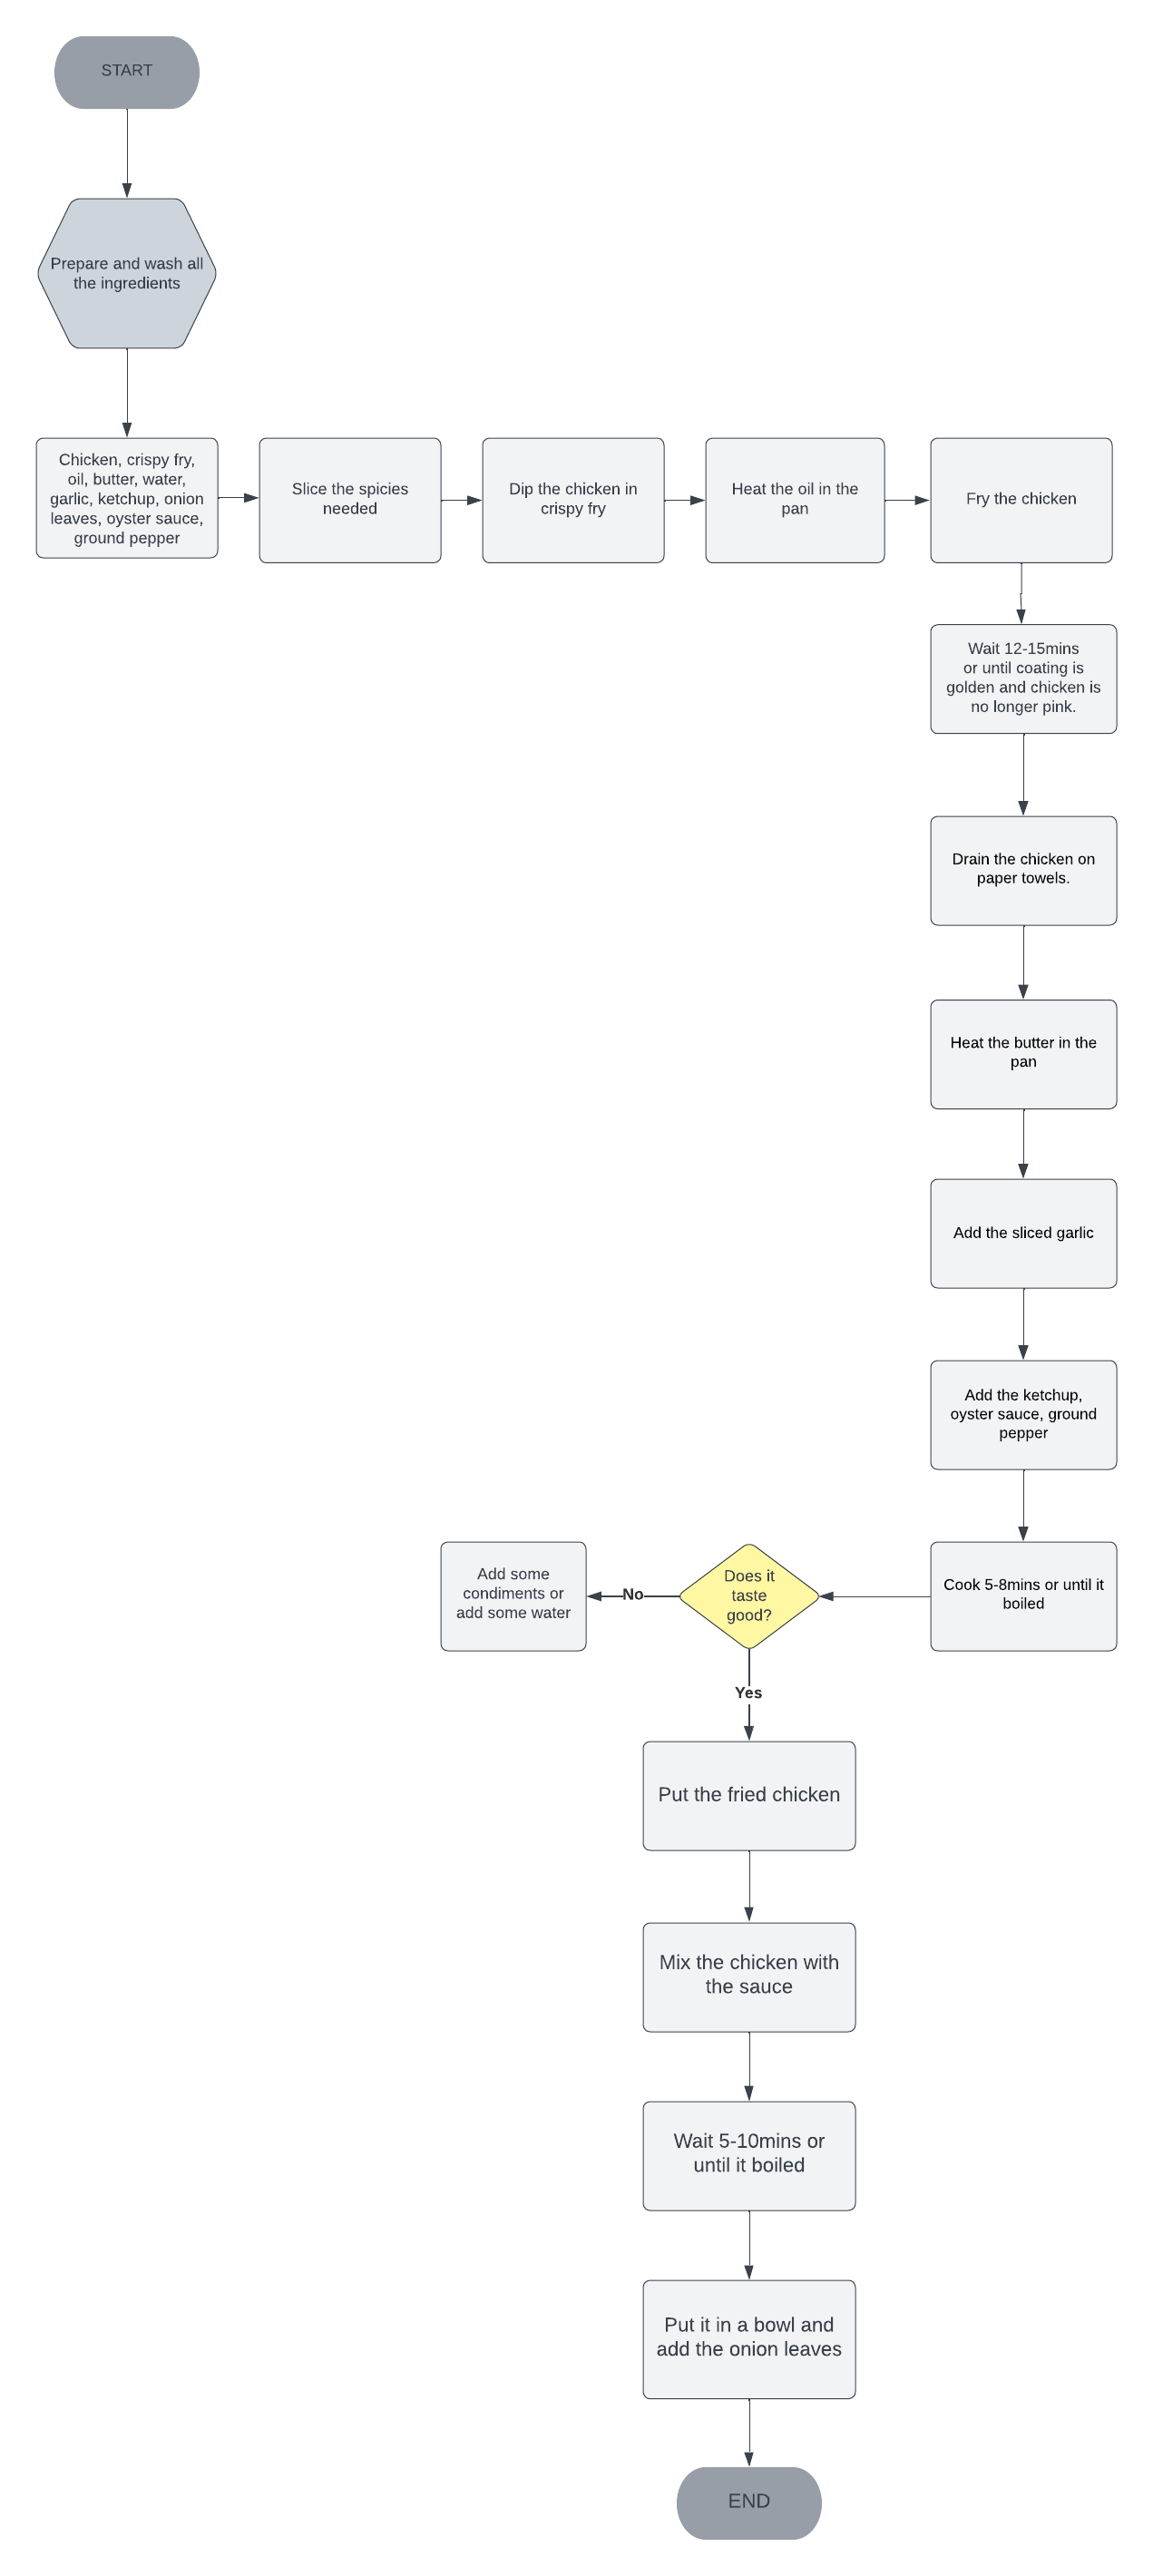 START
Prepare and wash all
the ingredients
Chicken, crispy fry,
oil, butter, water,
garlic, ketchup, onion
leaves, oyster sauce,
ground pepper
Slice the spicies
needed
Dip the chicken in
crispy fry
Heat the oil in the
pan
Fry the chicken
Wait 12-15mins
or until coating is
golden and chicken is
no longer pink.
Drain the chicken on
paper towels.
Heat the butter in the
pan
Add the sliced garlic
Add the ketchup,
oyster sauce, ground
pepper
Cook 5-8mins or until it
boiled
Does it
taste
good?
No
Add some
condiments or
add some water
Yes
Put the fried chicken
Mix the chicken with
the sauce
Wait 5-10mins or
until it boiled
Put it in a bowl and
add the onion leaves
END